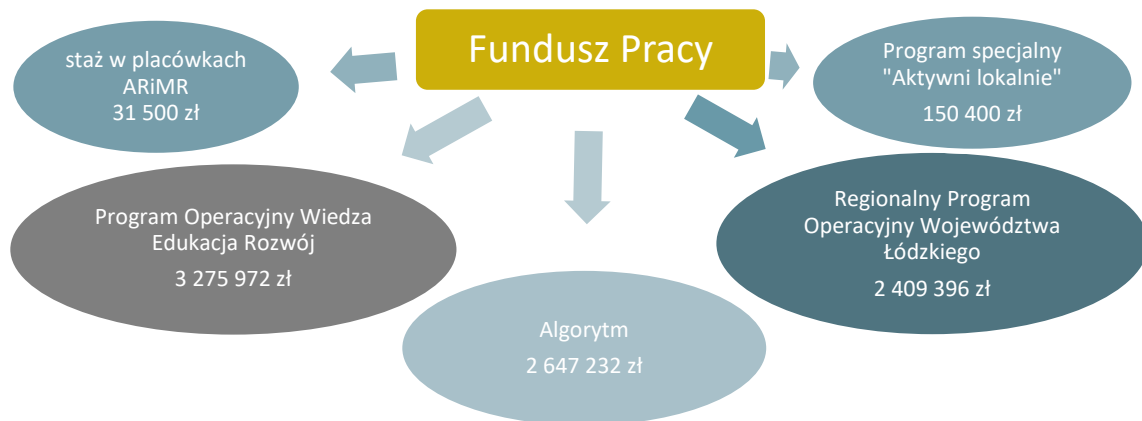 Fundusz Pracy
staż w placówkach
ARiMR
31 500 zł
Program specjalny
"Aktywni lokalnie"
150 400 zł
Program Operacyjny Wiedza
Edukacja Rozwój
3 275 972 zł
Regionalny Program
Operacyjny Województwa
Łódzkiego
2 409 396 zł
Algorytm
2 647 232 zł